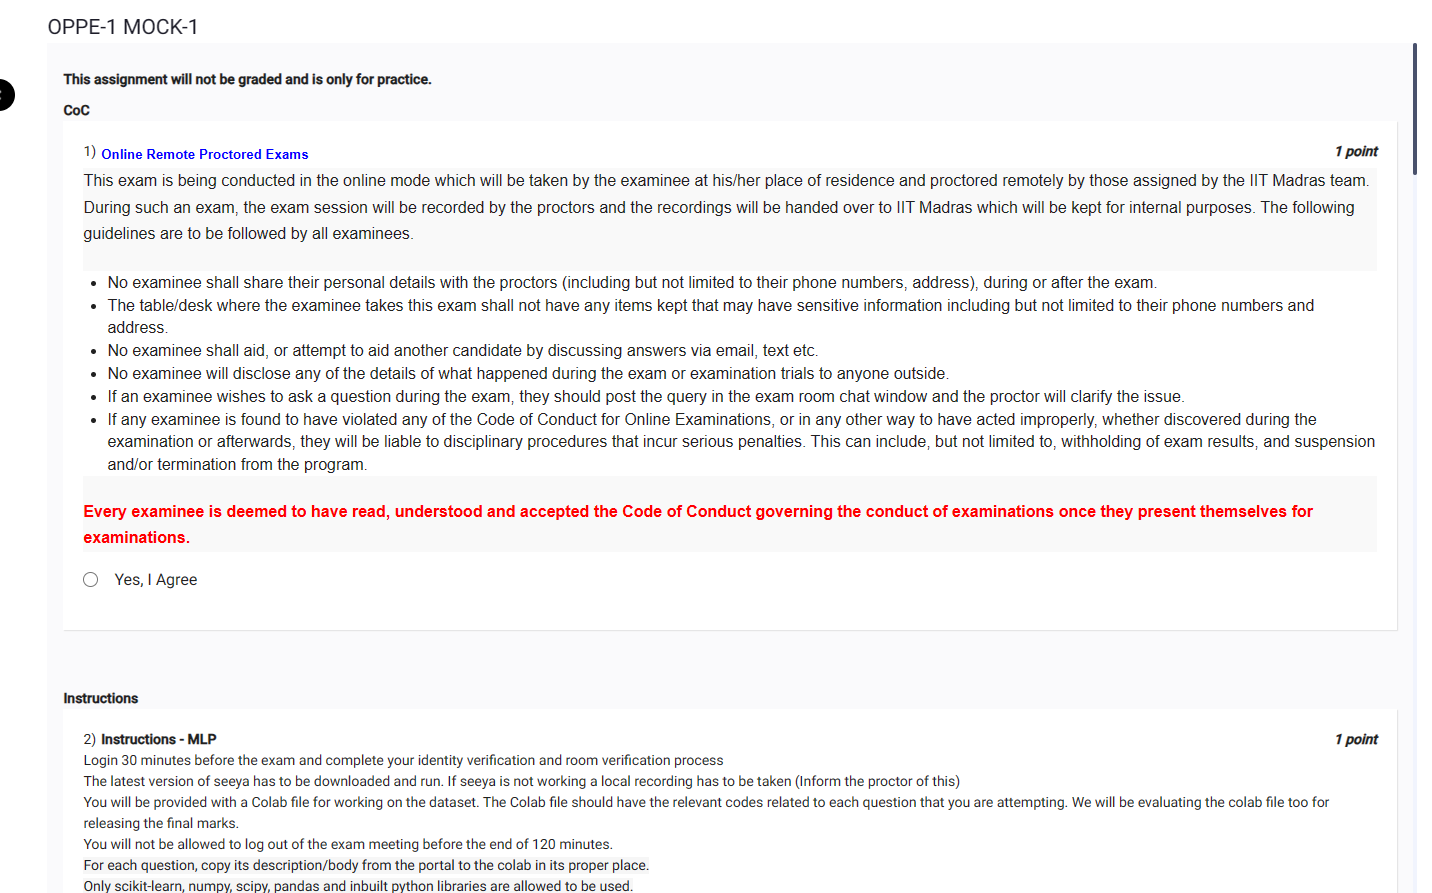 OPPE-1 MOCK-1
This assignment will not be graded and is only for practice.
CoC
1) Online Remote Proctored Exams
1 point
This exam is being conducted in the online mode which will be taken by the examinee at his/her place of residence and proctored remotely by those assigned by the IIT Madras team.
During such an exam, the exam session will be recorded by the proctors and the recordings will be handed over to IIT Madras which will be kept for internal purposes. The following
guidelines are to be followed by all examinees.
• No examinee shall share their personal details with the proctors (including but not limited to their phone numbers, address), during or after the exam.
• The table/desk where the examinee takes this exam shall not have any items kept that may have sensitive information including but not limited to their phone numbers and
address.
• No examinee shall aid, or attempt to aid another candidate by discussing answers via email, text etc.
• No examinee will disclose any of the details of what happened during the exam or examination trials to anyone outside.
• If an examinee wishes to ask a question during the exam, they should post the query in the exam room chat window and the proctor will clarify the issue.
• If any examinee is found to have violated any of the Code of Conduct for Online Examinations, or in any other way to have acted improperly, whether discovered during the
examination or afterwards, they will be liable to disciplinary procedures that incur serious penalties. This can include, but not limited to, withholding of exam results, and suspension
and/or termination from the program.
Every examinee is deemed to have read, understood and accepted the Code of Conduct governing the conduct of examinations once they present themselves for
examinations.
Yes, I Agree
Instructions
2) Instructions - MLP
1 point
Login 30 minutes before the exam and complete your identity verification and room verification process
The latest version of seeya has to be downloaded and run. If seeya is not working a local recording has to be taken (Inform the proctor of this)
You will be provided with a Colab file for working on the dataset. The Colab file should have the relevant codes related to each question that you are attempting. We will be evaluating the colab file too for
releasing the final marks.
You will not be allowed to log out of the exam meeting before the end of 120 minutes.
For each question, copy its description/body from the portal to the colab in its proper place.
Only scikit-learn, numpy, scipy, pandas and inbuilt python libraries are allowed to be used.